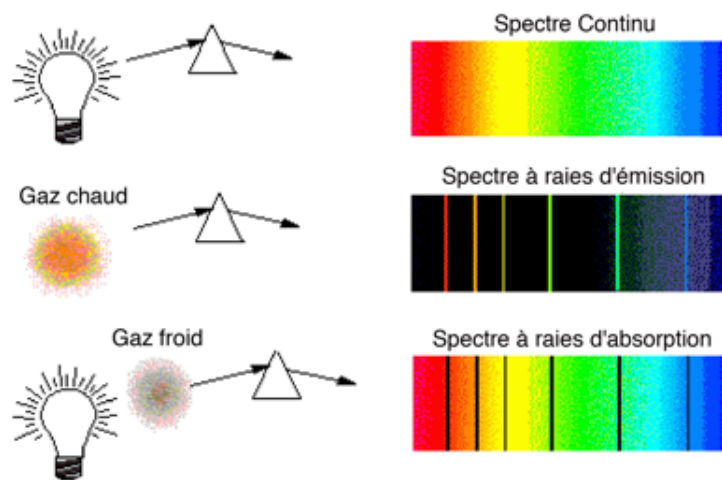 Spectre Continu
Gaz chaud
Spectre à raies d'émission
Gaz froid
Spectre à raies d'absorption